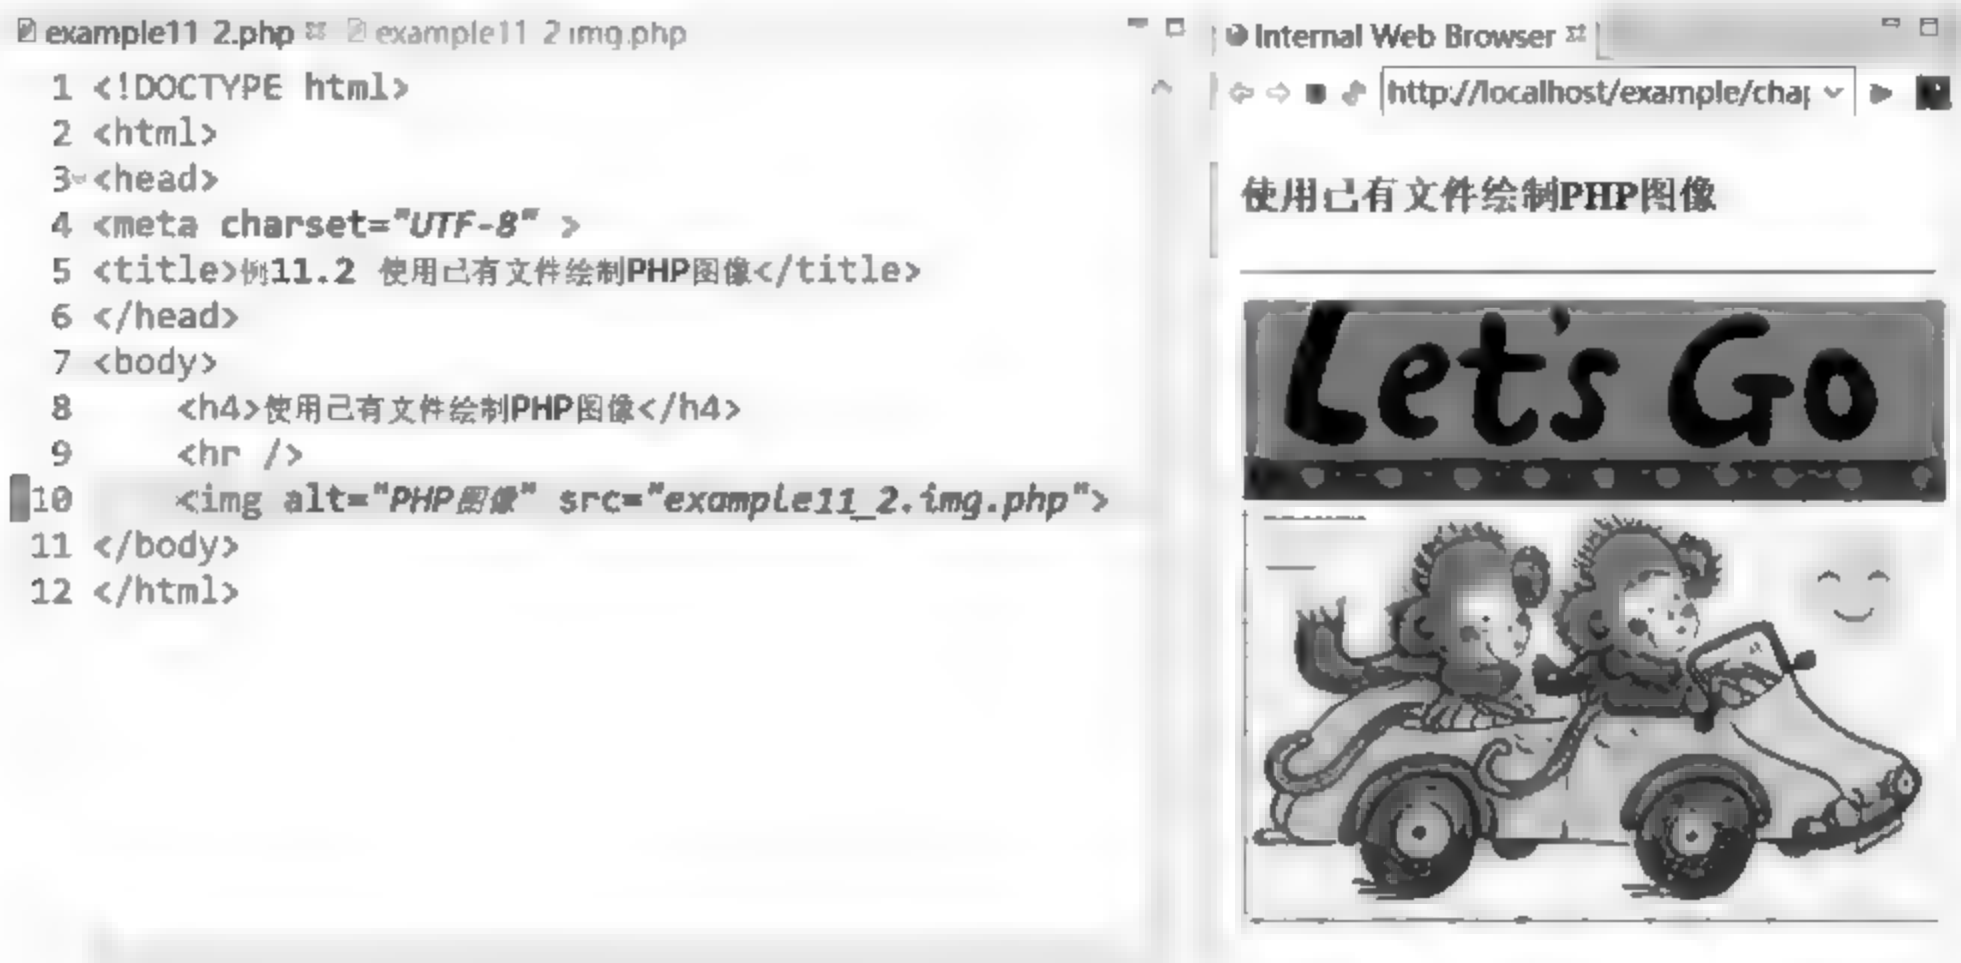 example11 2.php example11 2 img.php
1 <!DOCTYPE html>
2 <html>
3 <head>
4 <meta charset="UTF-8" >
5 <title>例11.2 使用已有文件绘制PHP图像</title>
6 </head>
7 <body>
8 <h4>使用已有文件绘制PHP图像</h4>
9 <hr />
10 <img alt="PHP图像" src="example11_2.img.php">
11 </body>
12 </html>
Internal Web Browser
http://localhost/example/chap
使用已有文件绘制PHP图像
Let's Go